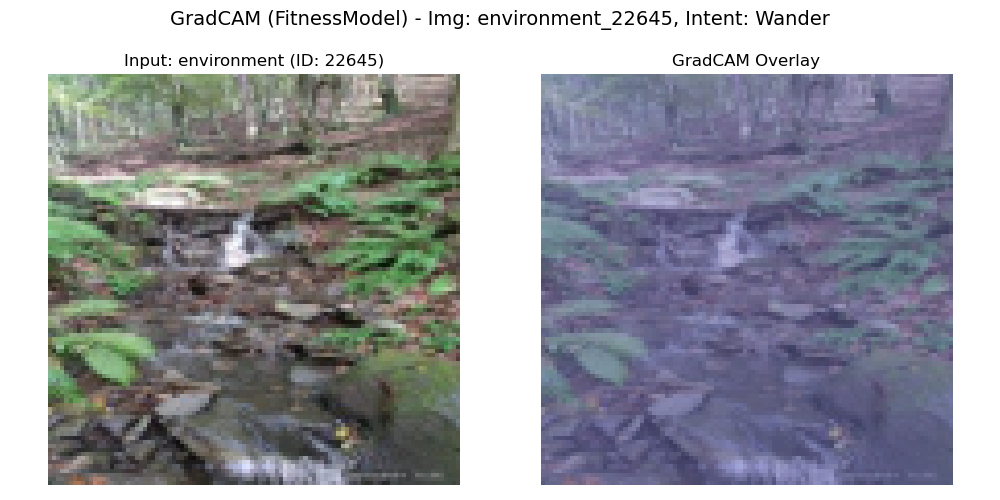 GradCAM (FitnessModel) - Img: environment_22645, Intent: Wander
Input: environment (ID: 22645)
GradCAM Overlay